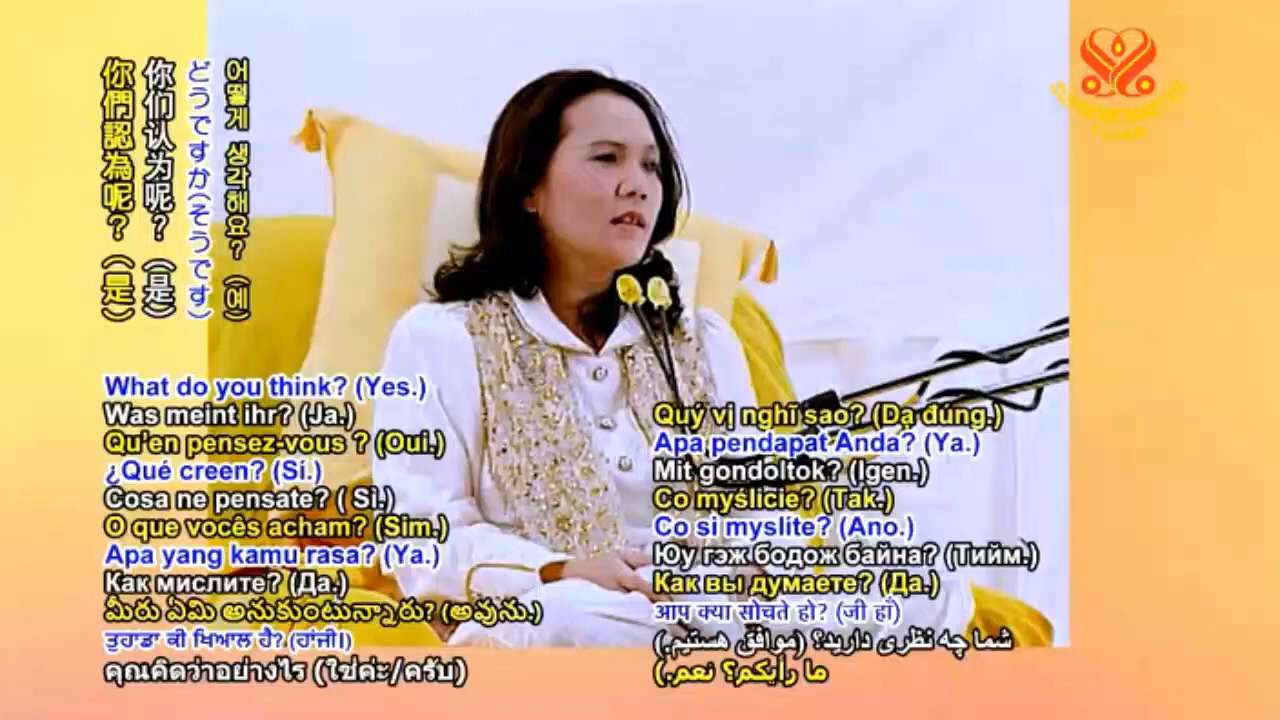 어떻게 생각해요? (예)
どうですか(そうです)
你们认为呢？(是)
你們認為呢？(是)
What do you think? (Yes.)
Was meint ihr? (Ja.)
Qu'en pensez-vous ? (Oui.)
¿Qué creen? (Sí.)
Cosa ne pensate? ( Sì.)
O que vocês acham? (Sim.)
Apa yang kamu rasa? (Ya.)
Как мислите? (Да.)
మీరు ఏమి అనుకుంటున్నారు? (అవును.)
ਤੁਹਾਡਾ ਕੀ ਖਿਆਲ ਹੈ? (ਹਾਂਜੀ।)
คุณคิดว่าอย่างไร (ใช่ค่ะ/ครับ)
Quý vị nghĩ sao? (Dạ đúng.)
Apa pendapat Anda? (Ya.)
Mit gondoltok? (Igen.)
Co myślicie? (Tak.)
Co si myslíte? (Ano.)
Юу гэж бодож байна? (Тийм.)
Как вы думаете? (Да.)
आप क्या सोचते हो? (जी हाँ)
شما چه نظری دارید؟ (موافق هستیم.)
ما رأيكم؟ نعم.)